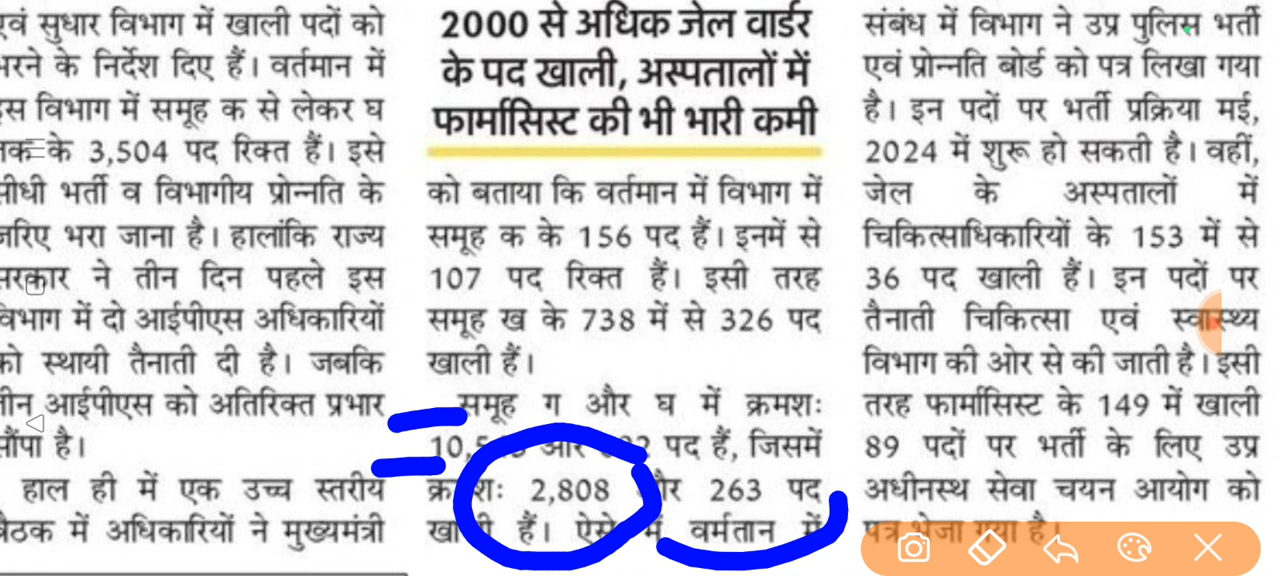 एवं सुधार विभाग में खाली पदों को
भरने के निर्देश दिए हैं। वर्तमान में
इस विभाग में समूह क से लेकर घ
तक के 3,504 पद रिक्त हैं। इसे
सीधी भर्ती व विभागीय प्रोन्नति के
जरिए भरा जाना है। हालांकि राज्य
सरकार ने तीन दिन पहले इस
विभाग में दो आईपीएस अधिकारियों
को स्थायी तैनाती दी है। जबकि
तीन आईपीएस को अतिरिक्त प्रभार
सौंपा है।
हाल ही में एक उच्च स्तरीय
बैठक में अधिकारियों ने मुख्यमंत्री
2000 से अधिक जेल वार्डर
के पद खाली, अस्पतालों में
फार्मासिस्ट की भी भारी कमी
को बताया कि वर्तमान में विभाग में
समूह क के 156 पद हैं। इनमें से
107 पद रिक्त हैं। इसी तरह
समूह ख के 738 में से 326 पद
खाली हैं।
समूह ग और घ में क्रमशः
और पद हैं, जिसमें
क्रमशः 2,808 और 263 पद
खाली हैं। ऐसे में वर्मतान में
संबंध में विभाग ने उप्र पुलिस भर्ती
एवं प्रोन्नति बोर्ड को पत्र लिखा गया
है। इन पदों पर भर्ती प्रक्रिया मई,
2024 में शुरू हो सकती है। वहीं,
जेल के अस्पतालों में
चिकित्साधिकारियों के 153 में से
36 पद खाली हैं। इन पदों पर
तैनाती चिकित्सा एवं स्वास्थ्य
विभाग की ओर से की जाती है। इसी
तरह फार्मासिस्ट के 149 में खाली
89 पदों पर भर्ती के लिए उप्र
अधीनस्थ सेवा चयन आयोग को
पत्र भेजा गया है।